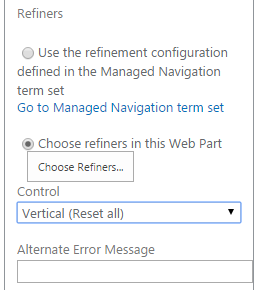 Refiners
Use the refinement configuration
defined in the Managed Navigation
term set
Go to Managed Navigation term set
Choose refiners in this Web Part
Choose Refiners...
Control
Vertical (Reset all)
Alternate Error Message